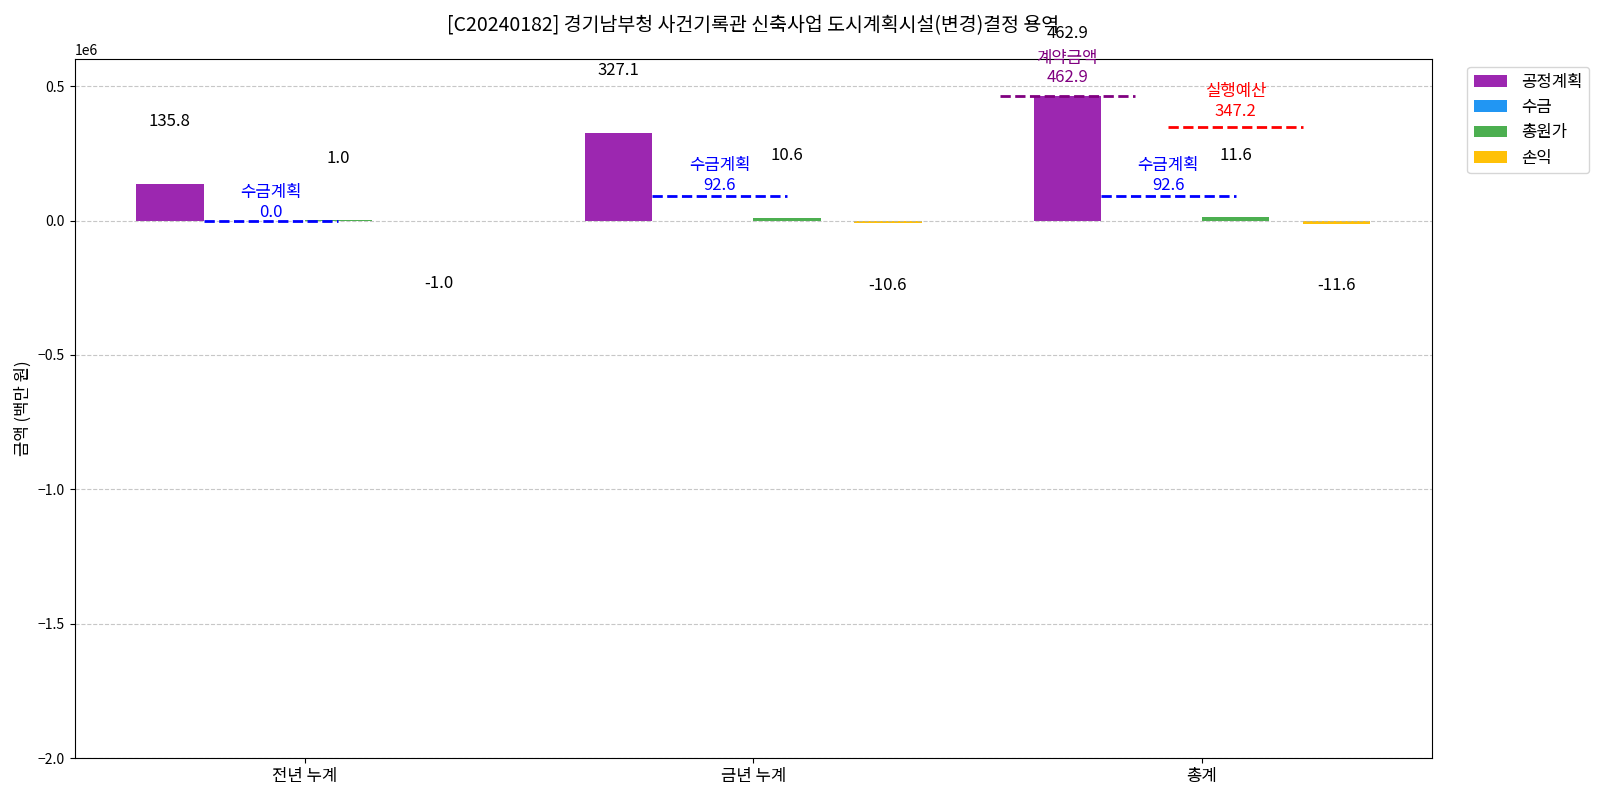 [C20240182] 경기남부청 사건기록관 신축사업 도시계획시설(변경)결정 용역
1e6
0.5
0.0
−0.5
−1.0
−1.5
−2.0
금액 (백만 원)
135.8
수금계획
0.0
1.0
-1.0
327.1
수금계획
92.6
10.6
-10.6
462.9
계약금액
462.9
수금계획
92.6
실행예산
347.2
11.6
-11.6
전년 누계
금년 누계
총계
공정계획
수금
총원가
손익